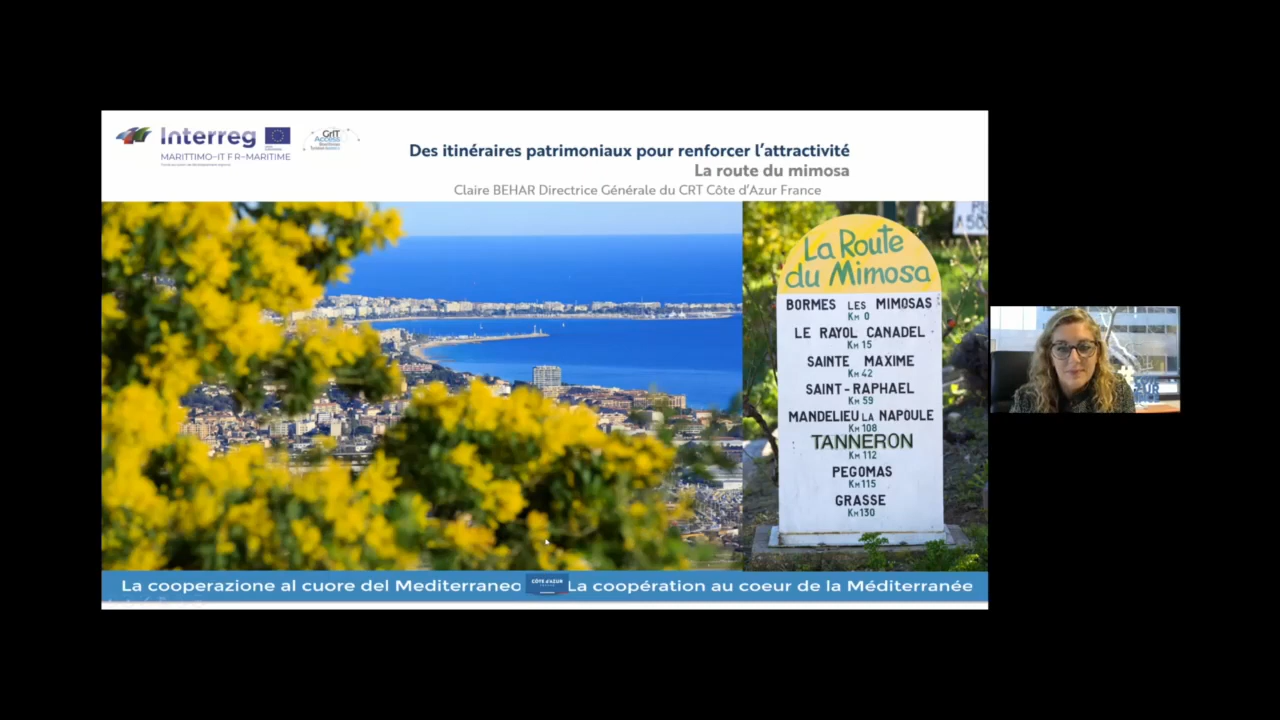 Interreg
MARITTIMO-IT FR-MARITIME
CrIT
Access
Des itinéraires patrimoniaux pour renforcer l'attractivité
La route du mimosa
Claire BEHAR Directrice Générale du CRT Côte d'Azur France
La Route
du Mimosa
BORMES LES MIMOSAS
KM 0
LE RAYOL CANADEL
KM 15
SAINTE MAXIME
KM 42
SAINT-RAPHAEL
KM 59
MANDELIEU LA NAPOULE
KM 108
TANNERON
KM 112
PEGOMAS
KM 115
GRASSE
KM 130
La cooperazione al cuore del Mediterraneo
CÔTE D'AZUR
La coopération au coeur de la Méditerranée